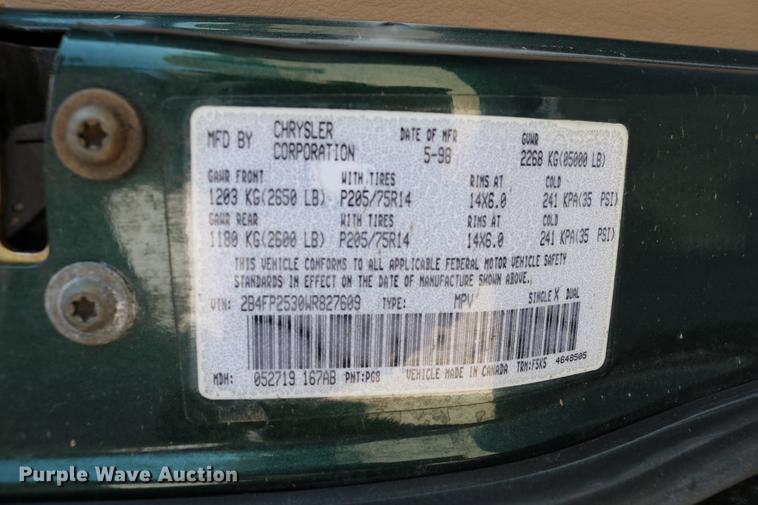 MFD BY CHRYSLER CORPORATION DATE OF MFR 5-98 GVWR 2268 KG(05000 LB)
GAWR FRONT WITH TIRES RIMS AT COLD
1203 KG(2650 LB) P205/75R14 14X6.0 241 KPA(35 PSI)
GAWR REAR WITH TIRES RIMS AT COLD
1180 KG(2600 LB) P205/75R14 14X6.0 241 KPA(35 PSI)
THIS VEHICLE CONFORMS TO ALL APPLICABLE FEDERAL MOTOR VEHICLE SAFETY
STANDARDS IN EFFECT ON THE DATE OF MANUFACTURE SHOWN ABOVE.
VIN: 2B4FP2530WR827609 TYPE: MPV SINGLE X DUAL
MDH: 052719 167AB PNT:PGB VEHICLE MADE IN CANADA TRM:F5K5 4648505
Purple Wave Auction